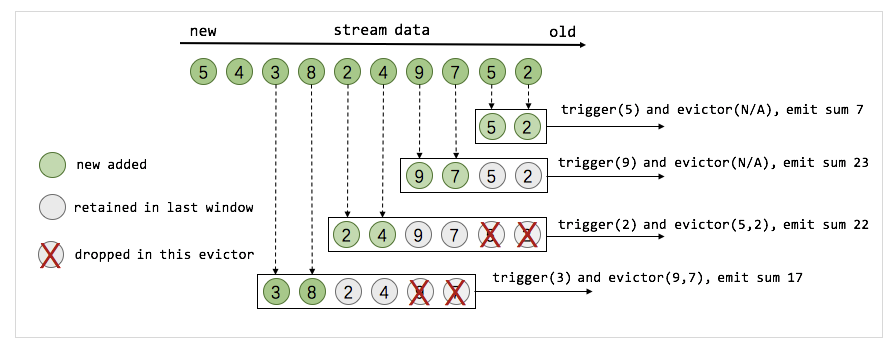 new stream data old
5 4 3 8 2 4 9 7 5 2
trigger(5) and evictor(N/A), emit sum 7
5 2
trigger(9) and evictor(N/A), emit sum 23
new added
9 7 5 2
retained in last window
trigger(2) and evictor(5,2), emit sum 22
2 4 9 7 5 2
dropped in this evictor
trigger(3) and evictor(9,7), emit sum 17
3 8 2 4 9 7